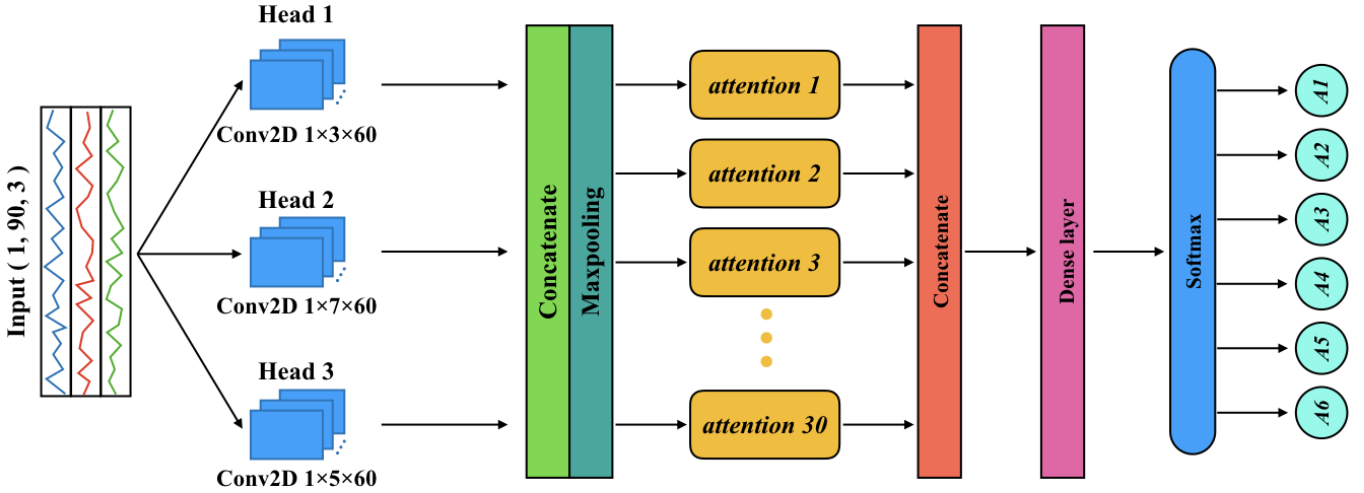 Input ( 1, 90, 3 )
Head 1
Conv2D 1×3×60
Head 2
Conv2D 1×7×60
Head 3
Conv2D 1×5×60
Concatenate
Maxpooling
attention 1
attention 2
attention 3
attention 30
Concatenate
Dense layer
Softmax
A1
A2
A3
A4
A5
A6